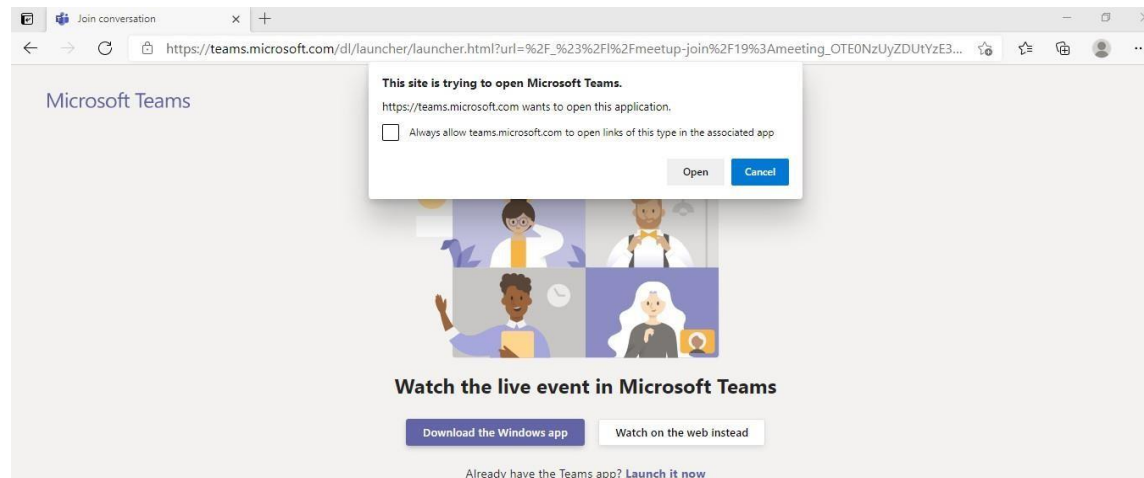 Join conversation
https://teams.microsoft.com/dl/launcher/launcher.html?url=%2F_%23%2Fl%2Fmeetup-join%2F19%3Ameeting_OTE0NzUyZDUtYzE3...
This site is trying to open Microsoft Teams.
Microsoft Teams
https://teams.microsoft.com wants to open this application.
Always allow teams.microsoft.com to open links of this type in the associated app
Open Cancel
Watch the live event in Microsoft Teams
Download the Windows app Watch on the web instead
Already have the Teams app? Launch it now